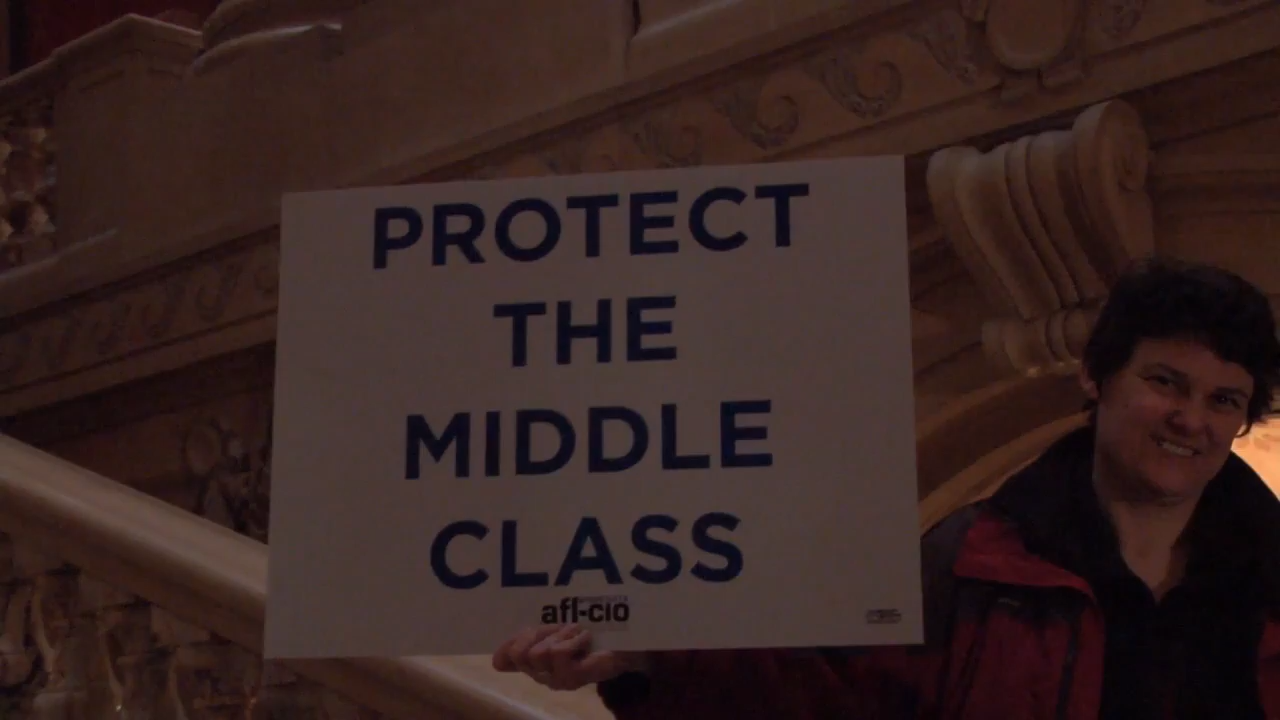 PROTECT
THE
MIDDLE
CLASS
afl-cio